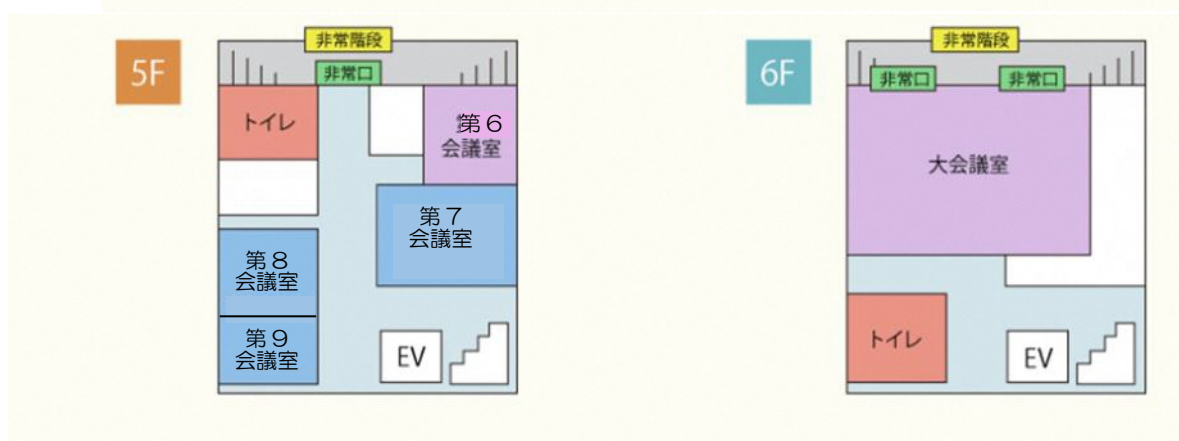 5F
非常階段
非常口
トイレ
第６
会議室
第７
会議室
第８
会議室
第９
会議室
EV
6F
非常階段
非常口
非常口
大会議室
トイレ
EV